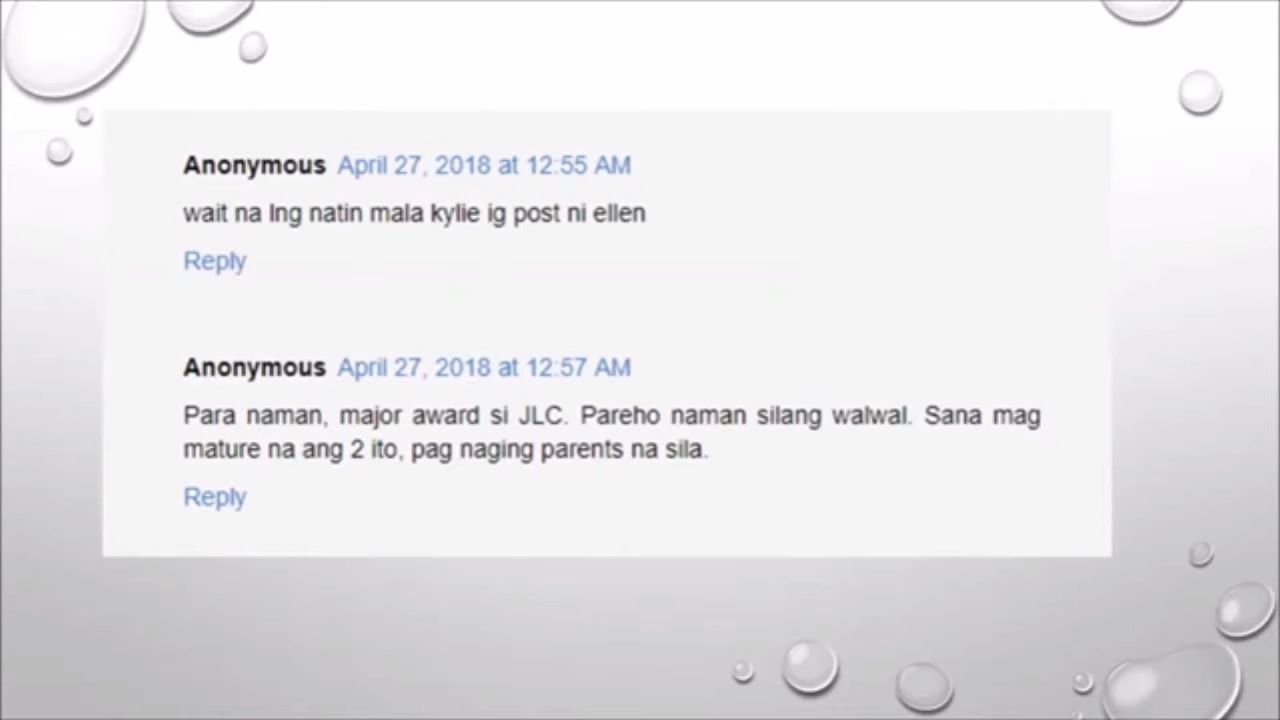 Anonymous April 27, 2018 at 12:55 AM
wait na lng natin mala kylie ig post ni ellen
Reply
Anonymous April 27, 2018 at 12:57 AM
Para naman, major award si JLC. Pareho naman silang walwal. Sana mag
mature na ang 2 ito, pag naging parents na sila.
Reply